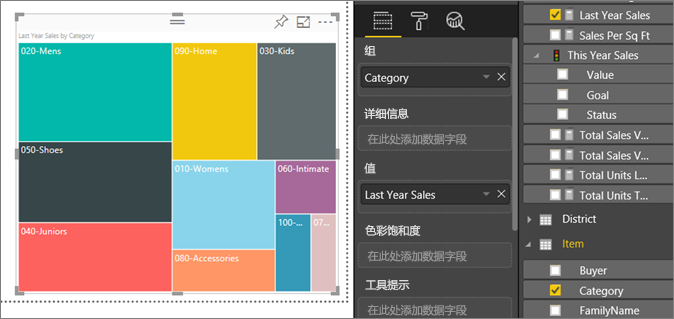 Last Year Sales by Category
020-Mens
090-Home
030-Kids
050-Shoes
010-Womens
060-Intimate
040-Juniors
100-...
07...
080-Accessories
组
Category
详细信息
在此处添加数据字段
值
Last Year Sales
色彩饱和度
在此处添加数据字段
工具提示
在此处添加数据字段
Last Year Sales
Sales Per Sq Ft
This Year Sales
Value
Goal
Status
Total Sales V...
Total Sales V...
Total Units L...
Total Units T...
District
Item
Buyer
Category
FamilyName